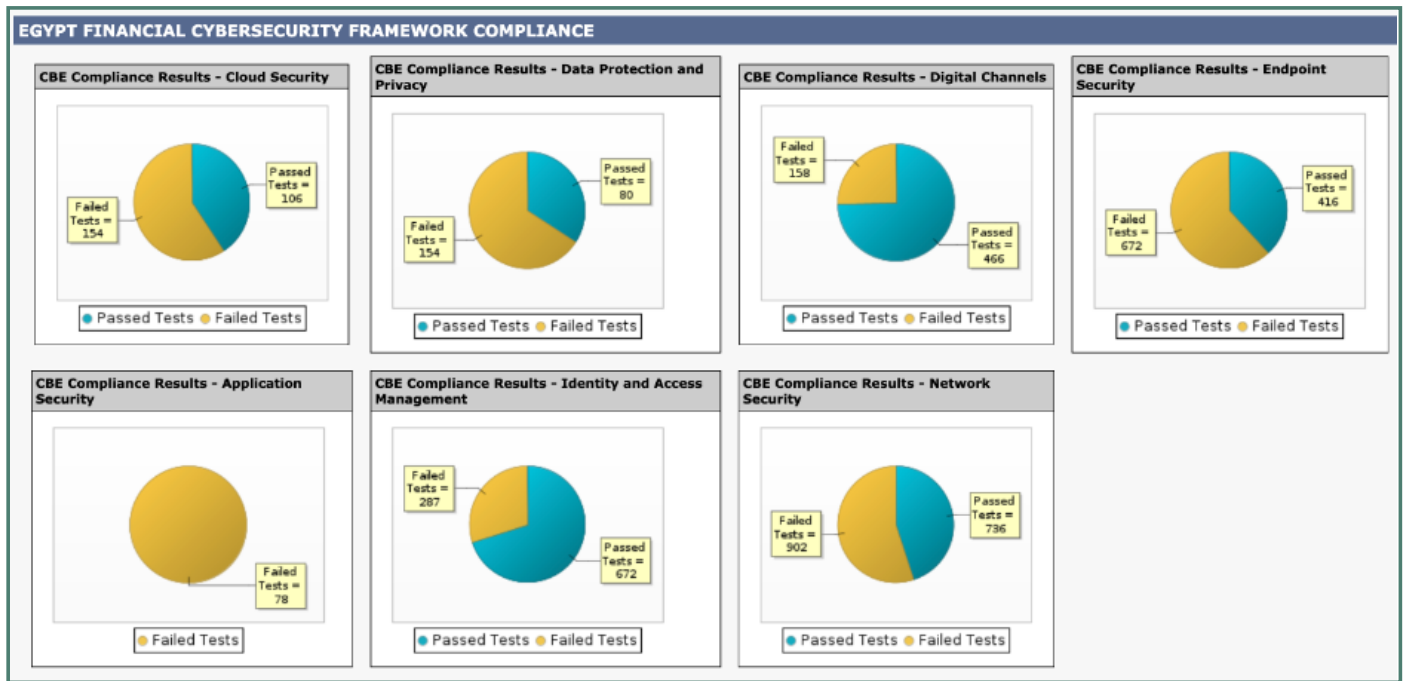 EGYPT FINANCIAL CYBERSECURITY FRAMEWORK COMPLIANCE
CBE Compliance Results - Cloud Security
Passed
Tests =
106
Failed
Tests =
154
Passed Tests
Failed Tests
CBE Compliance Results - Data Protection and
Privacy
Passed
Tests =
80
Failed
Tests =
154
Passed Tests
Failed Tests
CBE Compliance Results - Digital Channels
Failed
Tests =
158
Passed
Tests =
466
Passed Tests
Failed Tests
CBE Compliance Results - Endpoint
Security
Passed
Tests =
416
Failed
Tests =
672
Passed Tests
Failed Tests
CBE Compliance Results - Application
Security
Failed
Tests =
78
Failed Tests
CBE Compliance Results - Identity and Access
Management
Failed
Tests =
287
Passed
Tests =
672
Passed Tests
Failed Tests
CBE Compliance Results - Network
Security
Passed
Tests =
736
Failed
Tests =
902
Passed Tests
Failed Tests